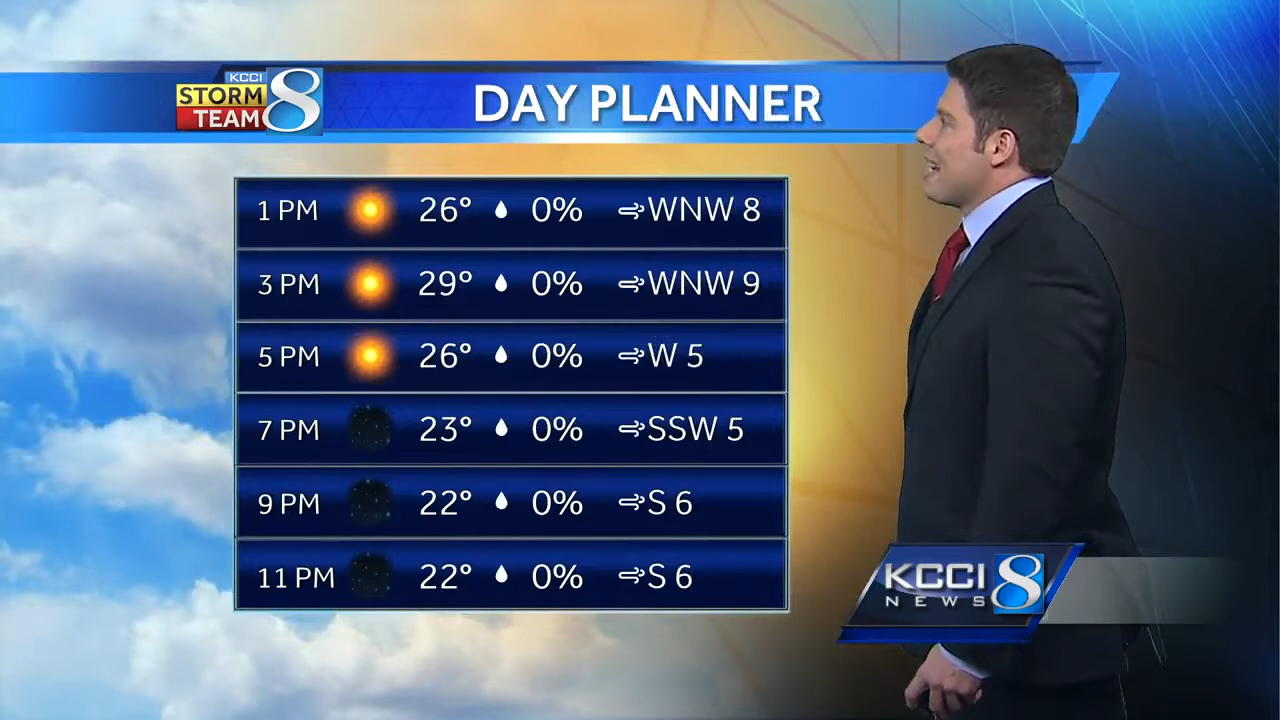 KCCI
STORM
TEAM 8
DAY PLANNER
1 PM 26° 0% WNW 8
3 PM 29° 0% WNW 9
5 PM 26° 0% W 5
7 PM 23° 0% SSW 5
9 PM 22° 0% S 6
11 PM 22° 0% S 6
KCCI 8
NEWS